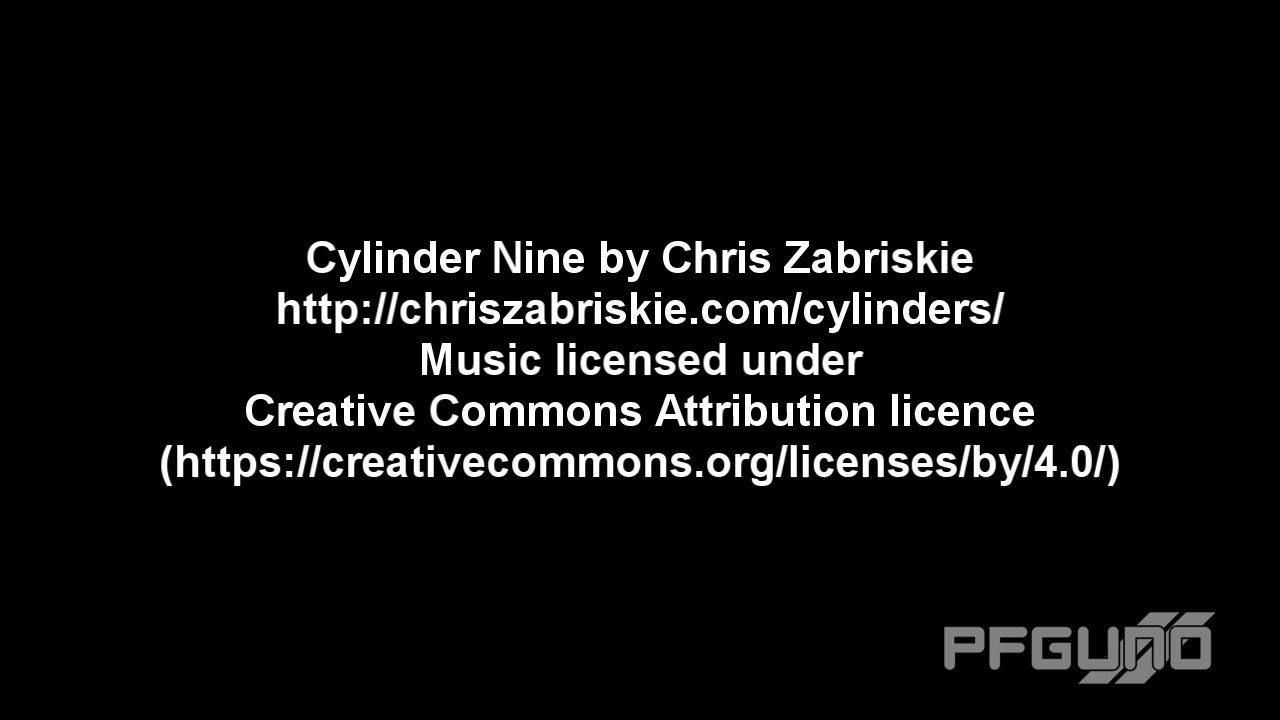 Cylinder Nine by Chris Zabriskie
http://chriszabriskie.com/cylinders/
Music licensed under
Creative Commons Attribution licence
(https://creativecommons.org/licenses/by/4.0/)
PFGUNO